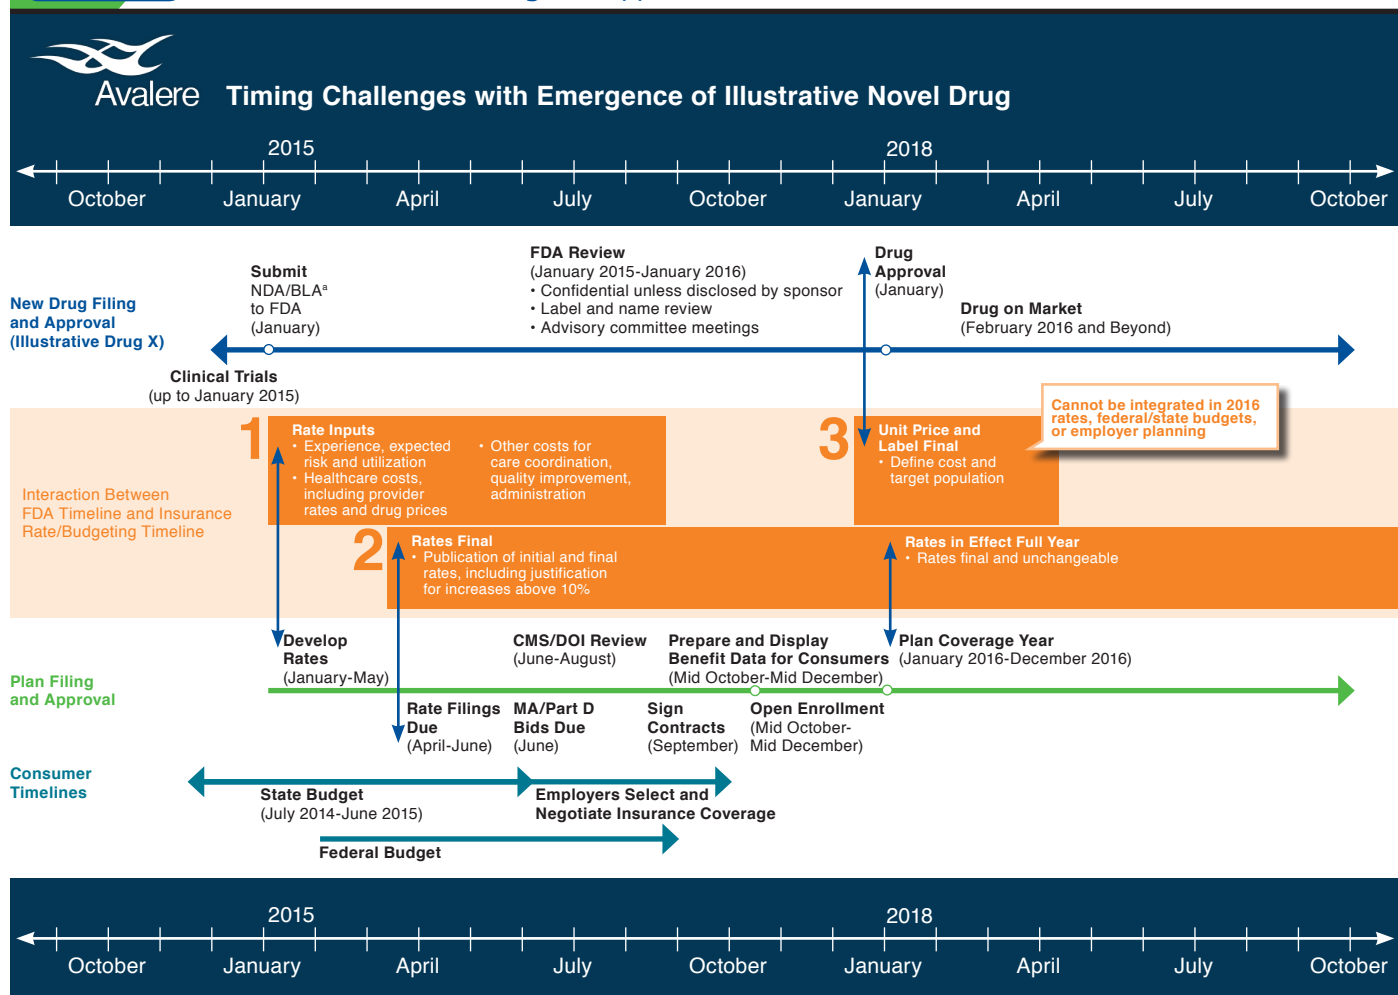 Avalere
Timing Challenges with Emergence of Illustrative Novel Drug
2015
2018
October January April July October January April July October
New Drug Filing
and Approval
(Illustrative Drug X)
Submit
NDA/BLAª
to FDA
(January)
FDA Review
(January 2015-January 2016)
• Confidential unless disclosed by sponsor
• Label and name review
• Advisory committee meetings
Drug
Approval
(January)
Drug on Market
(February 2016 and Beyond)
Clinical Trials
(up to January 2015)
Interaction Between
FDA Timeline and Insurance
Rate/Budgeting Timeline
1
Rate Inputs
• Experience, expected
risk and utilization
• Healthcare costs,
including provider
rates and drug prices
• Other costs for
care coordination,
quality improvement,
administration
3
Unit Price and
Label Final
• Define cost and
target population
Cannot be integrated in 2016
rates, federal/state budgets,
or employer planning
2
Rates Final
• Publication of initial and final
rates, including justification
for increases above 10%
Rates in Effect Full Year
• Rates final and unchangeable
Plan Filing
and Approval
Develop
Rates
(January-May)
CMS/DOI Review
(June-August)
Prepare and Display
Benefit Data for Consumers
(Mid October-Mid December)
Plan Coverage Year
(January 2016-December 2016)
Rate Filings
Due
(April-June)
MA/Part D
Bids Due
(June)
Sign
Contracts
(September)
Open Enrollment
(Mid October-
Mid December)
Consumer
Timelines
State Budget
(July 2014-June 2015)
Employers Select and
Negotiate Insurance Coverage
Federal Budget
2015
2018
October January April July October January April July October